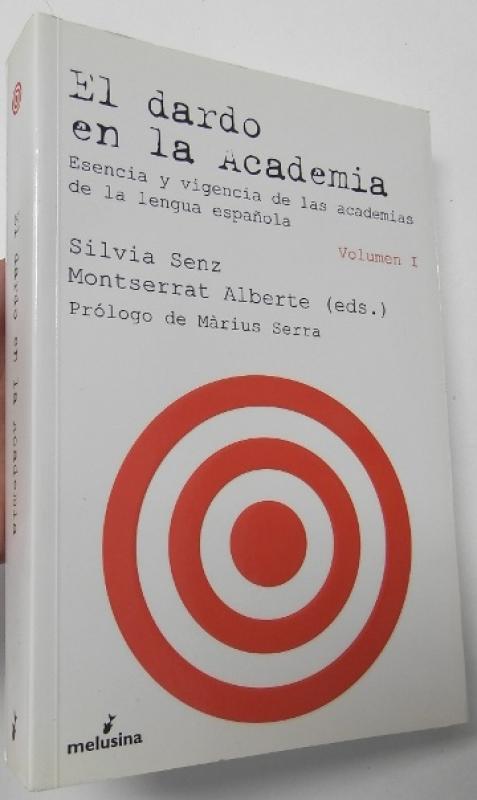 El dardo
en la Academia
Esencia y vigencia de las academias
de la lengua española
Volumen I
Silvia Senz
Montserrat Alberte (eds.)
Prólogo de Màrius Serra
melusina
El dardo en la Academia